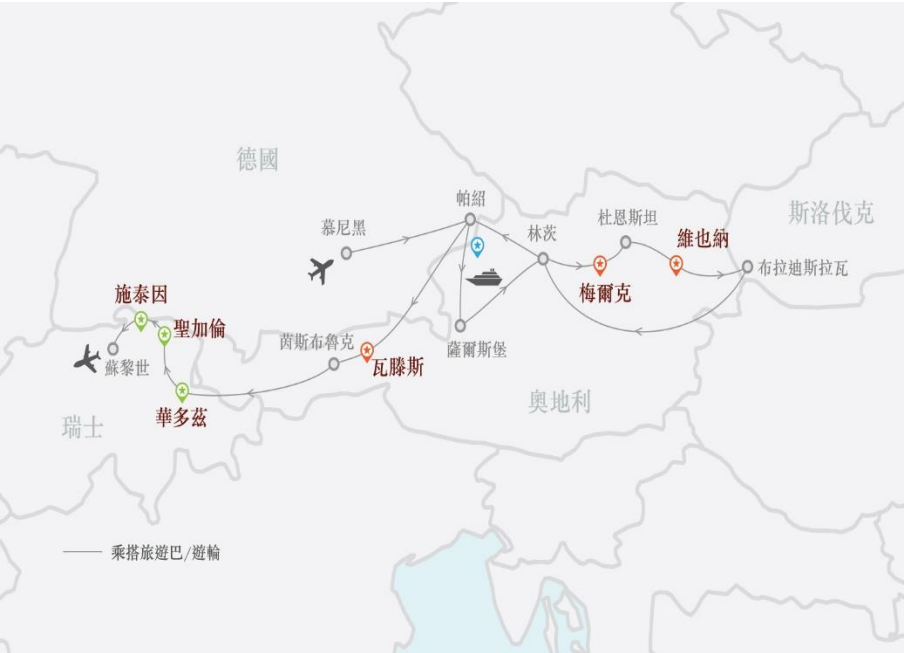 德國
帕紹
慕尼黑
林茨
杜恩斯坦
斯洛伐克
維也納
布拉迪斯拉瓦
梅爾克
施泰因
聖加倫
茵斯布魯克
薩爾斯堡
蘇黎世
瓦滕斯
華多茲
奧地利
瑞士
乘搭旅遊巴/遊輪